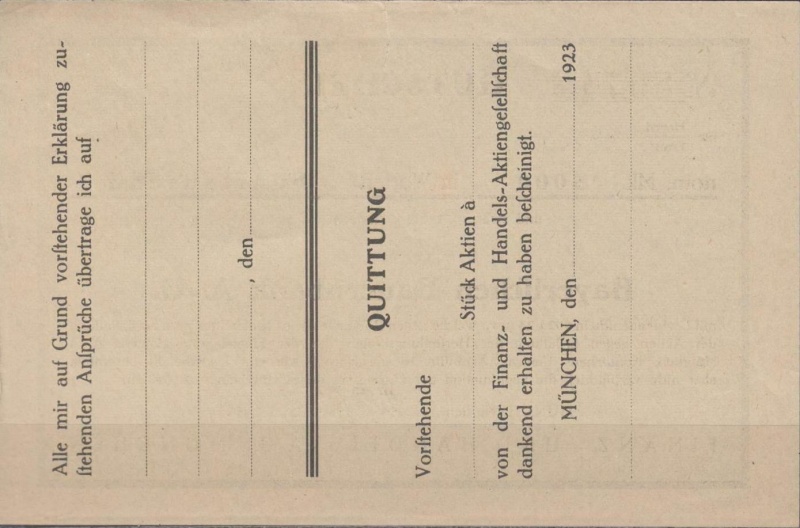 Alle mir auf Grund vorſtehender Erklärung zu-
ſtehenden Anſprüche übertrage ich auf
, den
QUITTUNG
Vorſtehende
Stück Aktien à
von der Finanz- und Handels-Aktiengeſellſchaft
dankend erhalten zu haben beſcheinigt.
MÜNCHEN, den 1923